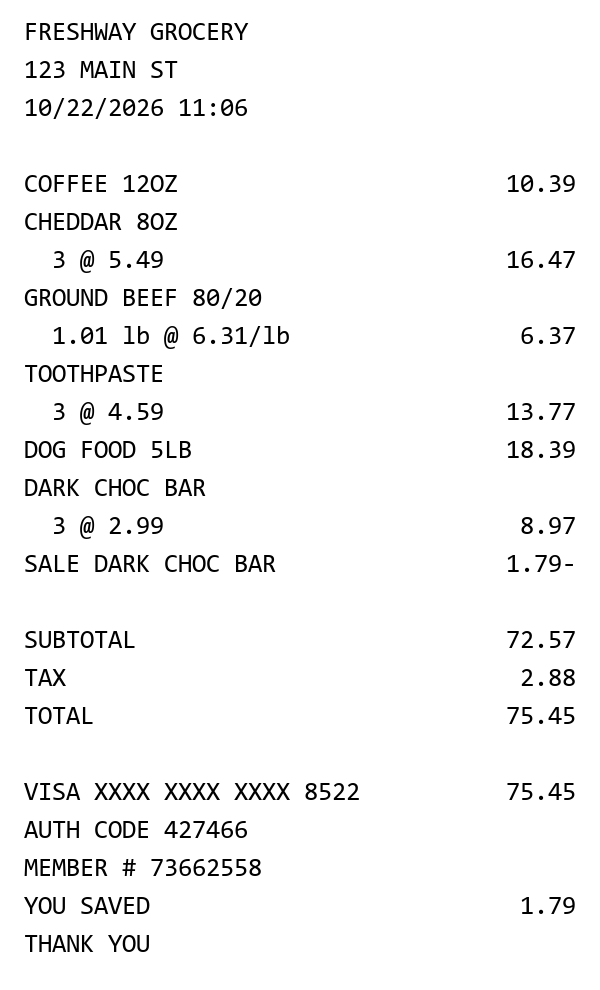 FRESHWAY GROCERY
123 MAIN ST
10/22/2026 11:06
COFFEE 12OZ 10.39
CHEDDAR 8OZ
3 @ 5.49 16.47
GROUND BEEF 80/20
1.01 lb @ 6.31/lb 6.37
TOOTHPASTE
3 @ 4.59 13.77
DOG FOOD 5LB 18.39
DARK CHOC BAR
3 @ 2.99 8.97
SALE DARK CHOC BAR 1.79-
SUBTOTAL 72.57
TAX 2.88
TOTAL 75.45
VISA XXXX XXXX XXXX 8522 75.45
AUTH CODE 427466
MEMBER # 73662558
YOU SAVED 1.79
THANK YOU